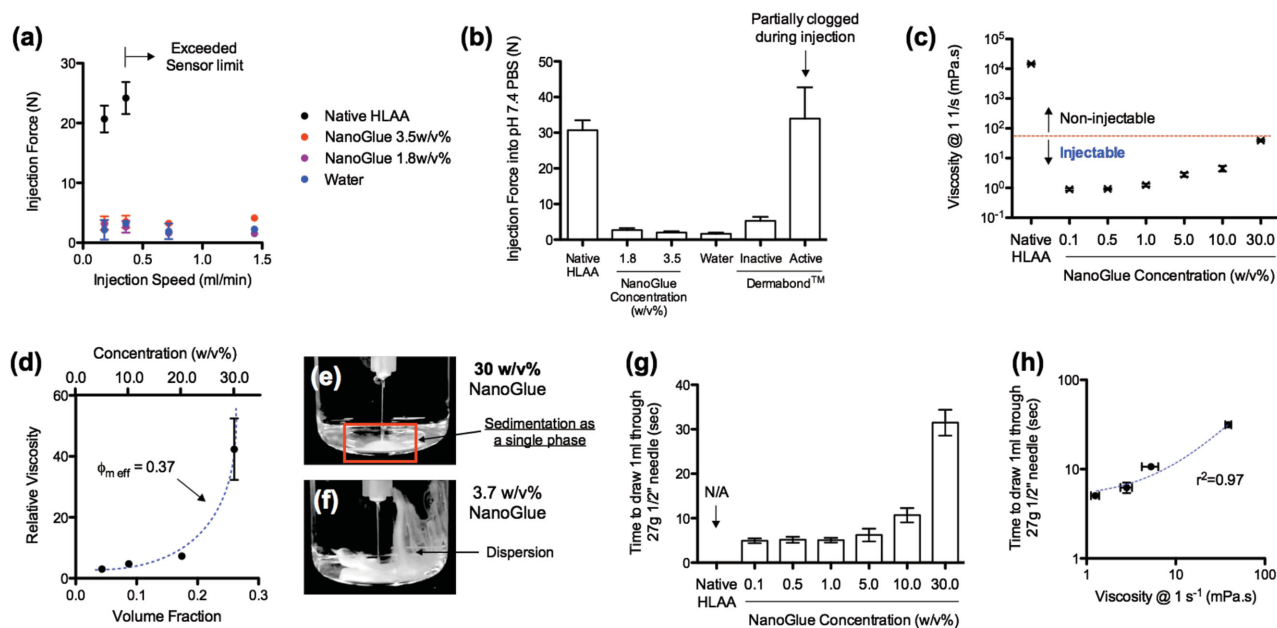 (a)
Exceeded
Sensor limit
30
20
10
0
Injection Force (N)
0.0 0.5 1.0 1.5
Injection Speed (ml/min)
Native HLAA
NanoGlue 3.5w/v%
NanoGlue 1.8w/v%
Water
(b)
Partially clogged
during injection
50
40
30
20
10
0
Injection Force into pH 7.4 PBS (N)
Native
HLAA
1.8 3.5
Water
Inactive Active
NanoGlue
Concentration
(w/v%)
Dermabond™
(c)
10⁵
10⁴
10³
10²
10¹
10⁰
10⁻¹
Viscosity @ 1 1/s (mPa.s)
Non-injectable
Injectable
Native
HLAA
0.1 0.5 1.0 5.0 10.0 30.0
NanoGlue Concentration (w/v%)
(d)
Concentration (w/v%)
0.0 10.0 20.0 30.0
60
40
20
0
Relative Viscosity
ϕm eff = 0.37
0.0 0.1 0.2 0.3
Volume Fraction
(e)
30 w/v%
NanoGlue
Sedimentation as
a single phase
(f)
3.7 w/v%
NanoGlue
Dispersion
(g)
40
30
20
10
0
Time to draw 1ml through
27g 1/2" needle (sec)
N/A
Native
HLAA
0.1 0.5 1.0 5.0 10.0 30.0
NanoGlue Concentration (w/v%)
(h)
100
10
1
Time to draw 1ml through
27g 1/2" needle (sec)
r²=0.97
1 10 100
Viscosity @ 1 s⁻¹ (mPa.s)